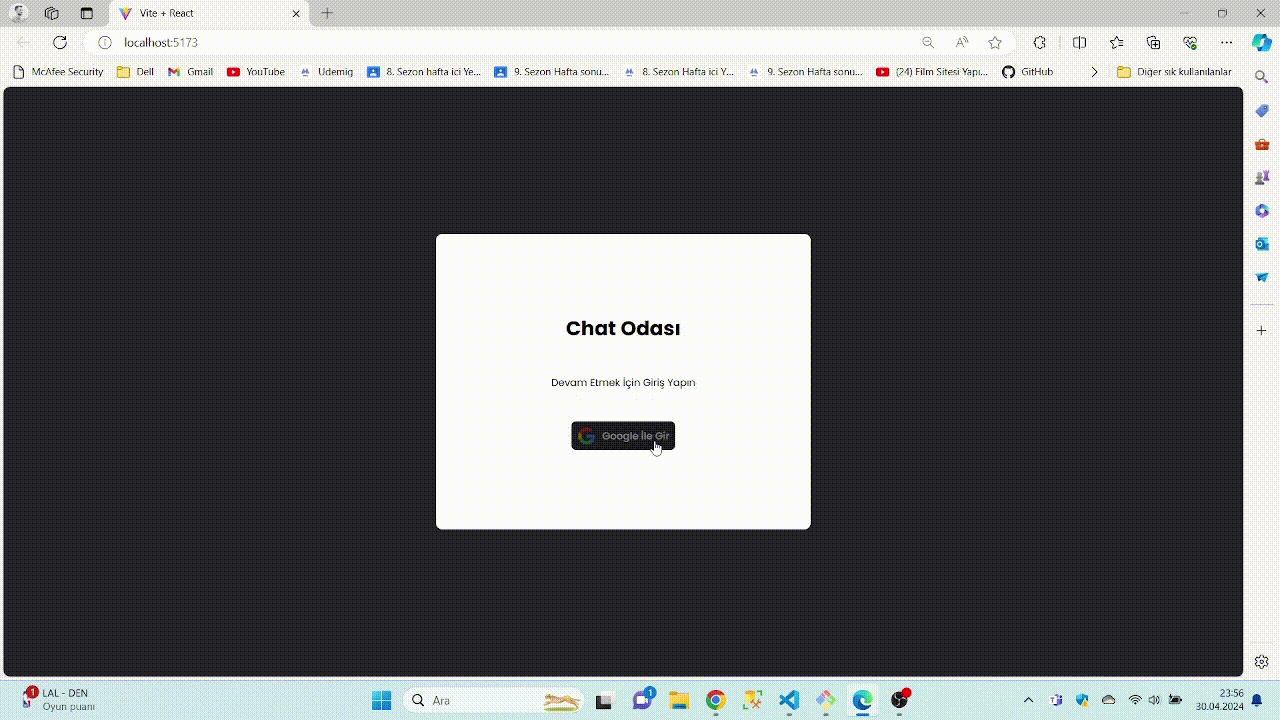 Vite + React
localhost:5173
McAfee Security Dell Gmail YouTube Udemig 8. Sezon hafta ici Ye... 9. Sezon Hafta sonu... 8. Sezon Hafta ici Y... 9. Sezon Hafta sonu... (24) Film Sitesi Yapı... GitHub Diğer sık kullanılanlar
Chat Odası
Devam Etmek İçin Giriş Yapın
Google İle Gir
1 LAL - DEN
Oyun puanı
Ara
1
23:56
30.04.2024